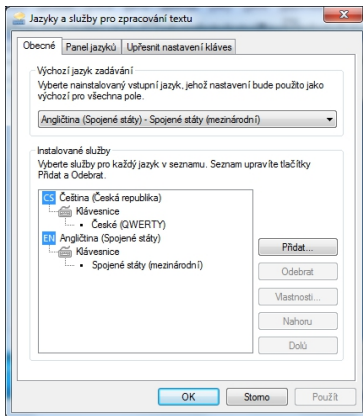 Jazyky a služby pro zpracování textu
Obecné Panel jazyků Upřesnit nastavení kláves
Výchozí jazyk zadávání
Vyberte nainstalovaný vstupní jazyk, jehož nastavení bude použito jako
výchozí pro všechna pole.
Angličtina (Spojené státy) - Spojené státy (mezinárodní)
Instalované služby
Vyberte služby pro každý jazyk v seznamu. Seznam upravíte tlačítky
Přidat a Odebrat.
CS Čeština (Česká republika)
Klávesnice
České (QWERTY)
EN Angličtina (Spojené státy)
Klávesnice
Spojené státy (mezinárodní)
Přidat...
Odebrat
Vlastnosti...
Nahoru
Dolů
OK Storno Použít